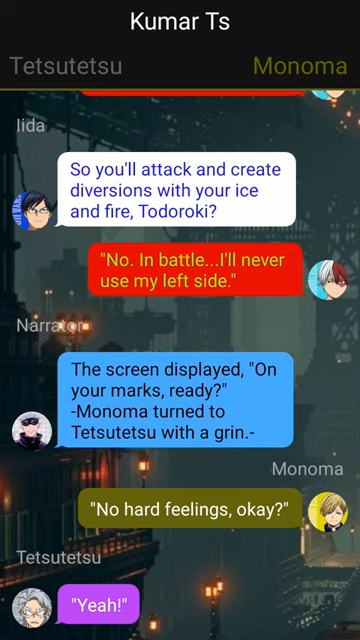 Kumar Ts
Tetsutetsu Monoma
Iida
So you'll attack and create
diversions with your ice
and fire, Todoroki?
"No. In battle...I'll never
use my left side."
Narrator
The screen displayed, "On
your marks, ready?"
-Monoma turned to
Tetsutetsu with a grin.-
Monoma
"No hard feelings, okay?"
Tetsutetsu
"Yeah!"